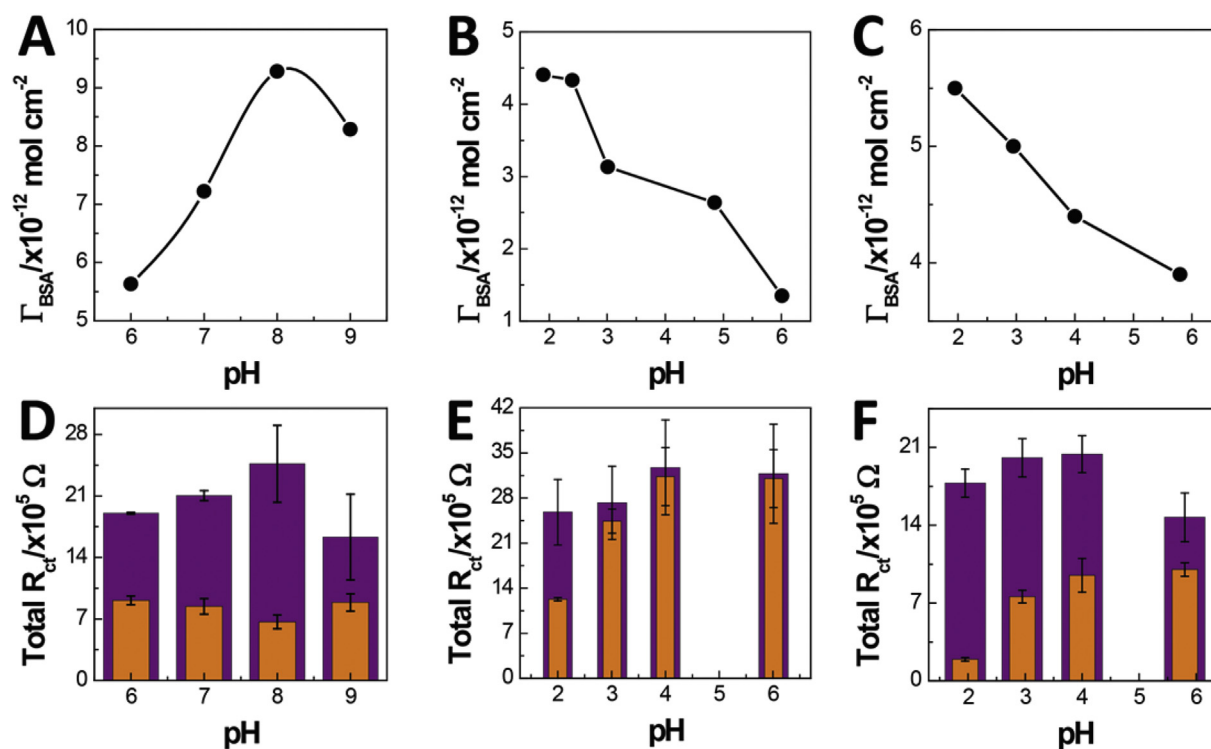 A
10
9
8
7
6
5
Γ_BSA/x10^-12 mol cm^-2
6 7 8 9
pH
B
5
4
3
2
1
Γ_BSA/x10^-12 mol cm^-2
2 3 4 5 6
pH
C
6
5
4
Γ_BSA/x10^-12 mol cm^-2
2 3 4 5 6
pH
D
28
21
14
7
0
Total R_ct/x10^5 Ω
6 7 8 9
pH
E
42
35
28
21
14
7
0
Total R_ct/x10^5 Ω
2 3 4 5 6
pH
F
21
14
7
0
Total R_ct/x10^5 Ω
2 3 4 5 6
pH